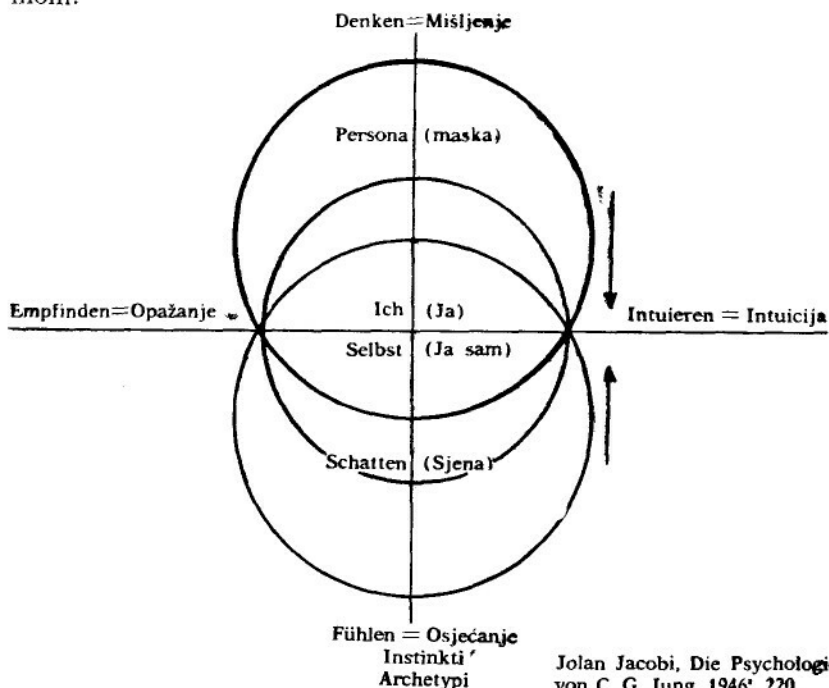 Denken = Mišljenje
Persona (maska)
Ich (Ja)
Empfinden = Opažanje
Intuieren = Intuicija
Selbst (Ja sam)
Schatten (Sjena)
Fühlen = Osjećanje
Instinkti
Archetypi
Jolan Jacobi, Die Psychologi
von C. G. Jung, 1946, 220